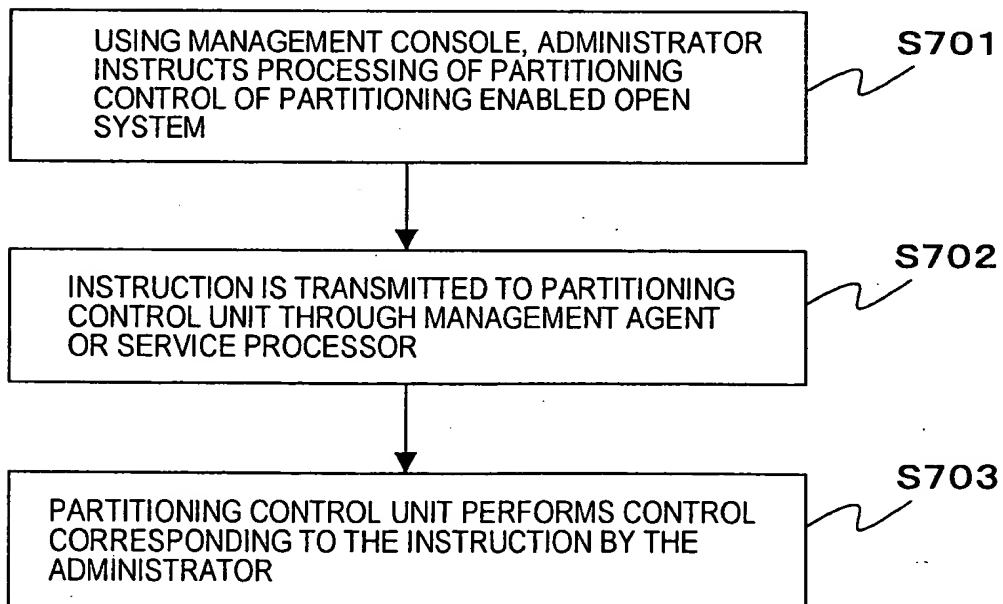 USING MANAGEMENT CONSOLE, ADMINISTRATOR
INSTRUCTS PROCESSING OF PARTITIONING
CONTROL OF PARTITIONING ENABLED OPEN
SYSTEM
S701
INSTRUCTION IS TRANSMITTED TO PARTITIONING
CONTROL UNIT THROUGH MANAGEMENT AGENT
OR SERVICE PROCESSOR
S702
PARTITIONING CONTROL UNIT PERFORMS CONTROL
CORRESPONDING TO THE INSTRUCTION BY THE
ADMINISTRATOR
S703